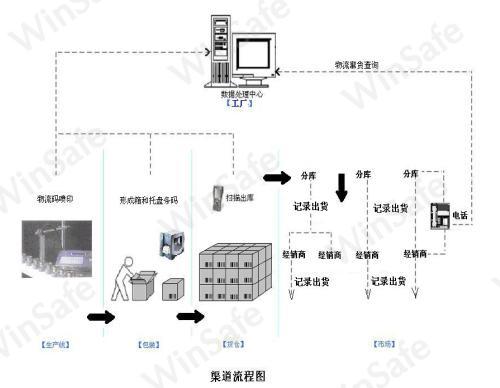 数据处理中心
【工厂】
物流窜货查询
物流码喷印
形成箱和托盘条码
扫描出库
分库
分库
分库
记录出货
记录出货
记录出货
电话
经销商
经销商
经销商
经销商
记录出货
记录出货
【生产线】
【包装】
【货仓】
【市场】
渠道流程图
WinSafe